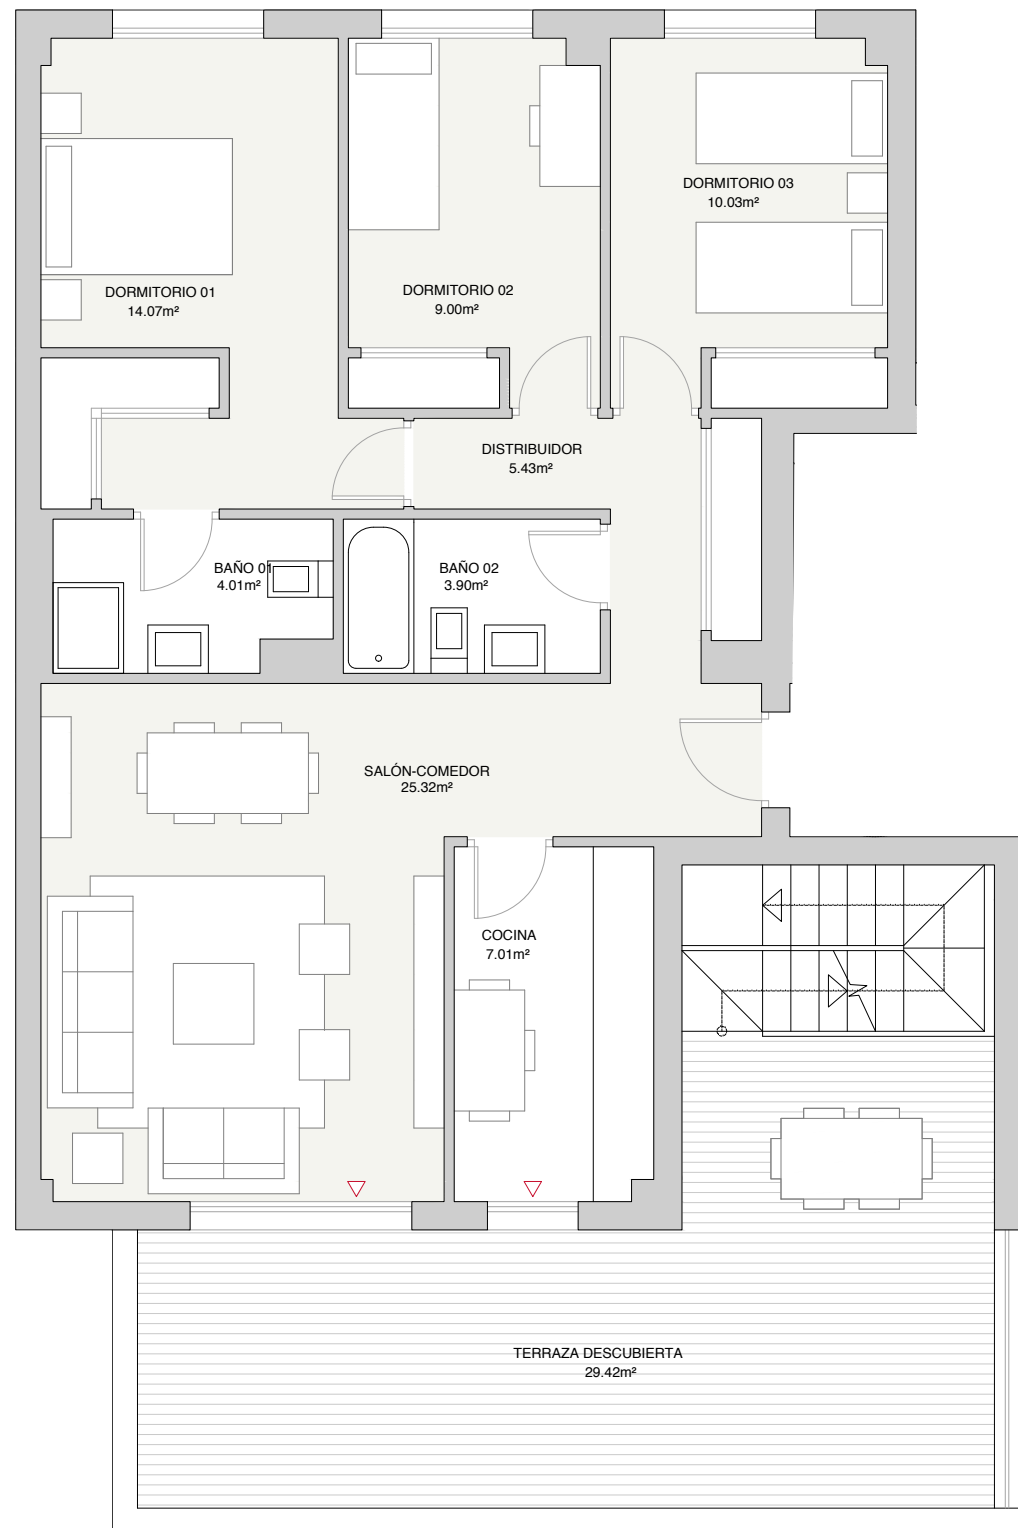 DORMITORIO 03
10.03m²
DORMITORIO 01
14.07m²
DORMITORIO 02
9.00m²
DISTRIBUIDOR
5.43m²
BAÑO 01
4.01m²
BAÑO 02
3.90m²
SALÓN-COMEDOR
25.32m²
COCINA
7.01m²
TERRAZA DESCUBIERTA
29.42m²